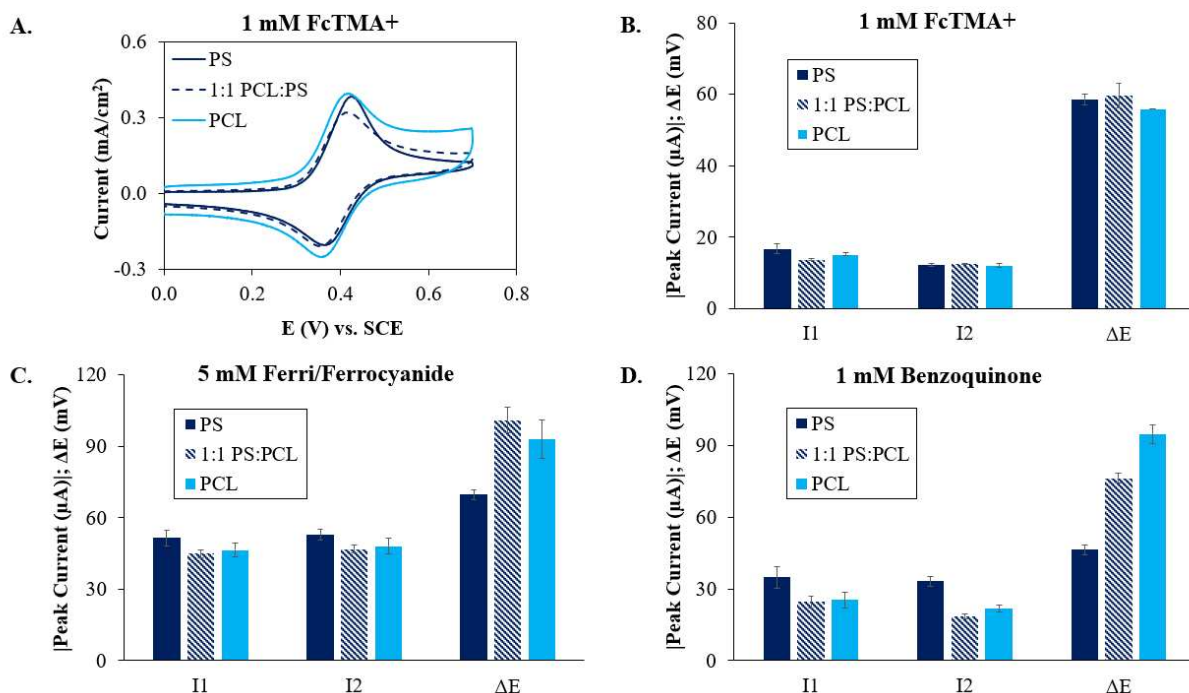 A.
1 mM FcTMA+
Current (mA/cm²)
0.6
0.3
0.0
-0.3
PS
1:1 PCL:PS
PCL
0.0 0.2 0.4 0.6 0.8
E (V) vs. SCE
B.
1 mM FcTMA+
|Peak Current (µA)|; ΔE (mV)
80
60
40
20
0
PS
1:1 PS:PCL
PCL
I1 I2 ΔE
C.
5 mM Ferri/Ferrocyanide
|Peak Current (µA)|; ΔE (mV)
120
90
60
30
0
PS
1:1 PS:PCL
PCL
I1 I2 ΔE
D.
1 mM Benzoquinone
|Peak Current (µA)|; ΔE (mV)
120
90
60
30
0
PS
1:1 PS:PCL
PCL
I1 I2 ΔE